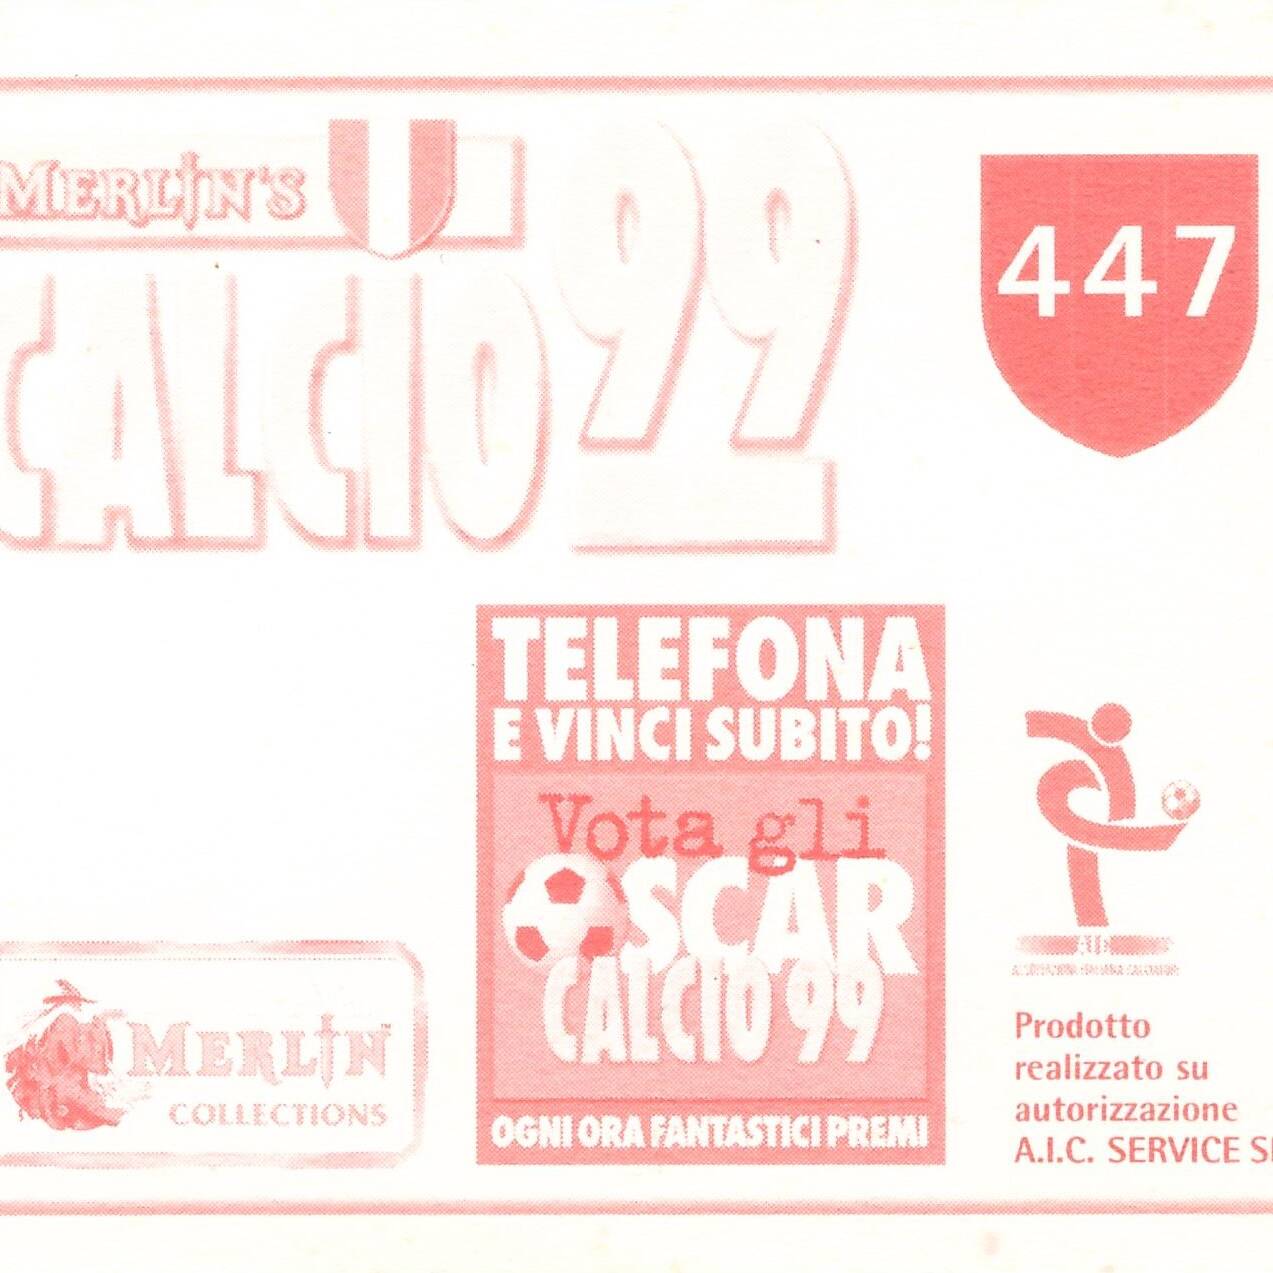 MERLIN'S
CALCIO 99
447
TELEFONA
E VINCI SUBITO!
Vota gli
OSCAR
CALCIO 99
OGNI ORA FANTASTICI PREMI
MERLIN™
COLLECTIONS
Prodotto
realizzato su
autorizzazione
A.I.C. SERVICE